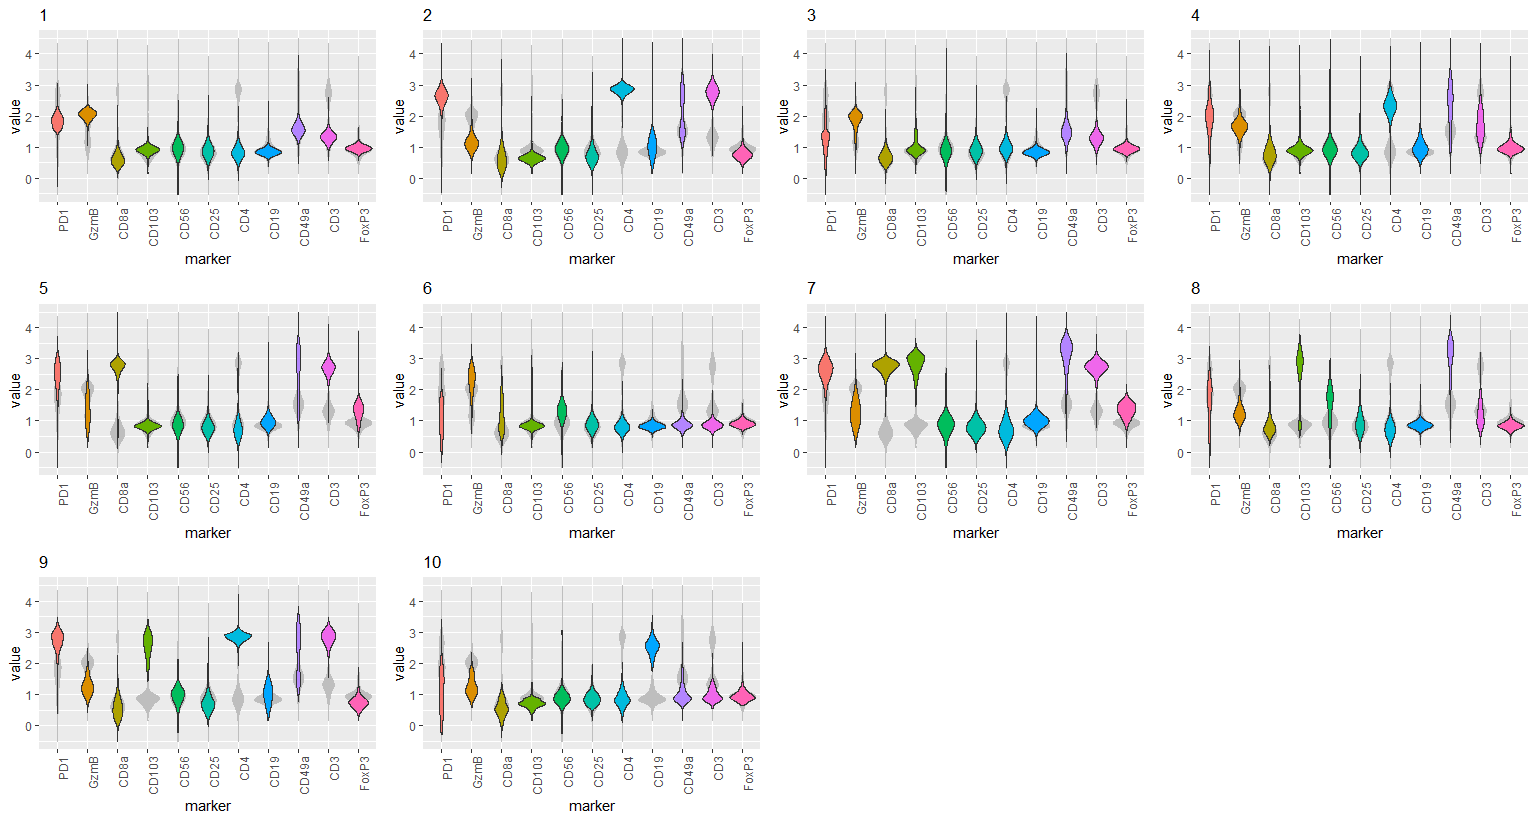 1
value
4
3
2
1
0
PD1
GzmB
CD8a
CD103
CD56
CD25
CD4
CD19
CD49a
CD3
FoxP3
marker
2
value
4
3
2
1
0
PD1
GzmB
CD8a
CD103
CD56
CD25
CD4
CD19
CD49a
CD3
FoxP3
marker
3
value
4
3
2
1
0
PD1
GzmB
CD8a
CD103
CD56
CD25
CD4
CD19
CD49a
CD3
FoxP3
marker
4
value
4
3
2
1
0
PD1
GzmB
CD8a
CD103
CD56
CD25
CD4
CD19
CD49a
CD3
FoxP3
marker
5
value
4
3
2
1
0
PD1
GzmB
CD8a
CD103
CD56
CD25
CD4
CD19
CD49a
CD3
FoxP3
marker
6
value
4
3
2
1
0
PD1
GzmB
CD8a
CD103
CD56
CD25
CD4
CD19
CD49a
CD3
FoxP3
marker
7
value
4
3
2
1
0
PD1
GzmB
CD8a
CD103
CD56
CD25
CD4
CD19
CD49a
CD3
FoxP3
marker
8
value
4
3
2
1
0
PD1
GzmB
CD8a
CD103
CD56
CD25
CD4
CD19
CD49a
CD3
FoxP3
marker
9
value
4
3
2
1
0
PD1
GzmB
CD8a
CD103
CD56
CD25
CD4
CD19
CD49a
CD3
FoxP3
marker
10
value
4
3
2
1
0
PD1
GzmB
CD8a
CD103
CD56
CD25
CD4
CD19
CD49a
CD3
FoxP3
marker